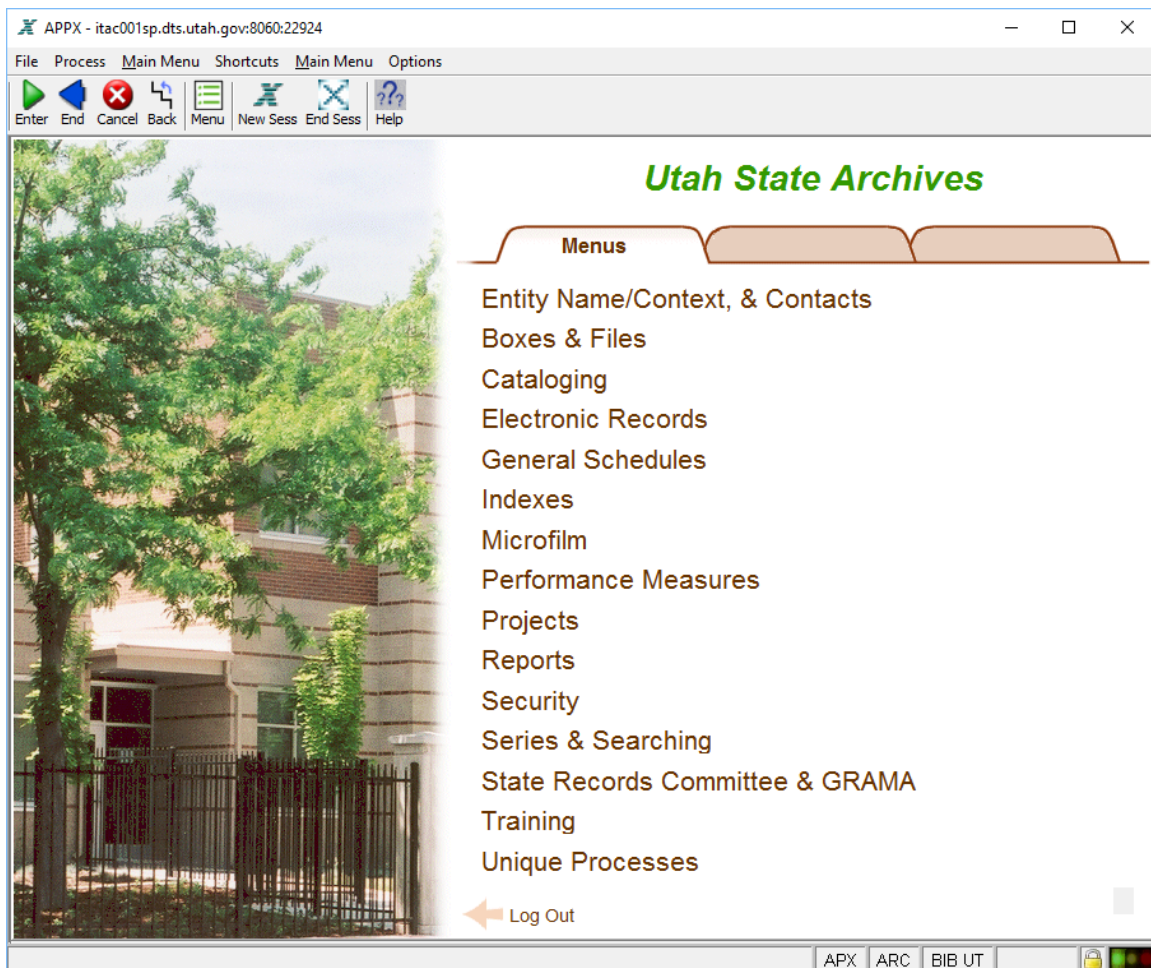 APPX - itac001sp.dts.utah.gov:8060:22924
File Process Main Menu Shortcuts Main Menu Options
Enter End Cancel Back Menu New Sess End Sess ??? Help
Utah State Archives
Menus
Entity Name/Context, & Contacts
Boxes & Files
Cataloging
Electronic Records
General Schedules
Indexes
Microfilm
Performance Measures
Projects
Reports
Security
Series & Searching
State Records Committee & GRAMA
Training
Unique Processes
Log Out
APX ARC BIB UT